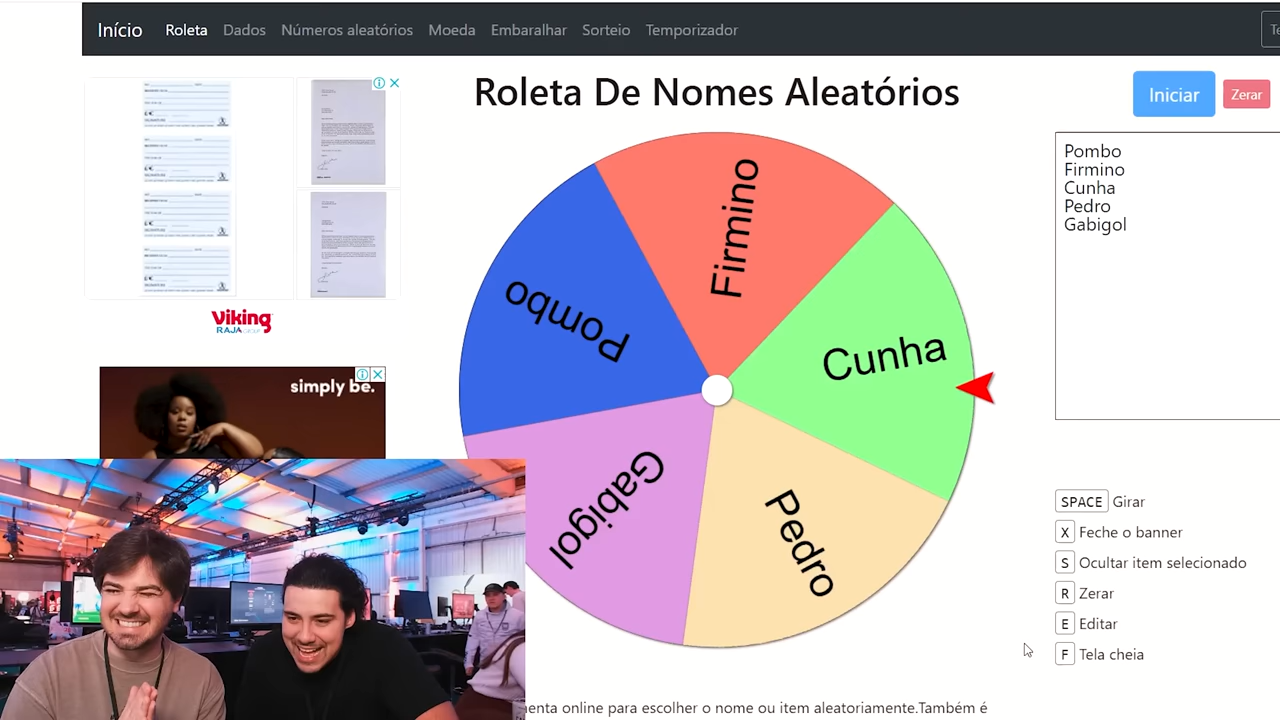 Início Roleta Dados Números aleatórios Moeda Embaralhar Sorteio Temporizador
Roleta De Nomes Aleatórios
Iniciar Zerar
Pombo
Firmino
Cunha
Pedro
Gabigol
Firmino
Cunha
Pombo
Gabigol
Pedro
Viking
RAJA GROUP
simply be.
SPACE Girar
X Feche o banner
S Ocultar item selecionado
R Zerar
E Editar
F Tela cheia
online para escolher o nome ou item aleatoriamente.Também é